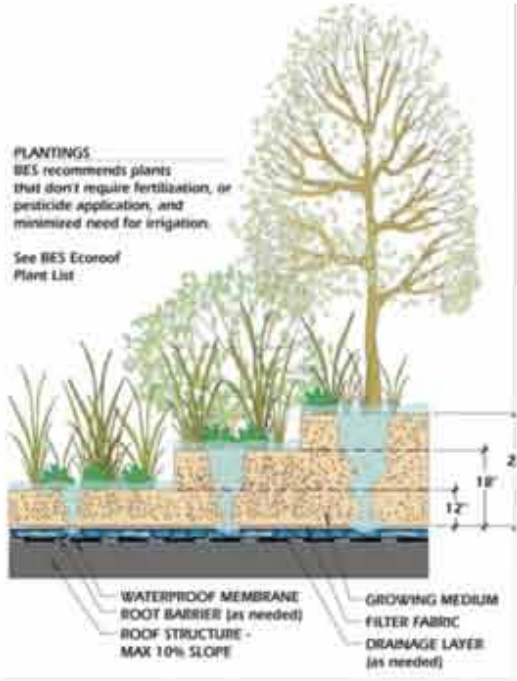 PLANTINGS
BES recommends plants
that don't require fertilization, or
pesticide application, and
minimized need for irrigation.
See BES Ecoroof
Plant List
2
18"
12"
WATERPROOF MEMBRANE
ROOT BARRIER (as needed)
ROOF STRUCTURE -
MAX 10% SLOPE
GROWING MEDIUM
FILTER FABRIC
DRAINAGE LAYER
(as needed)